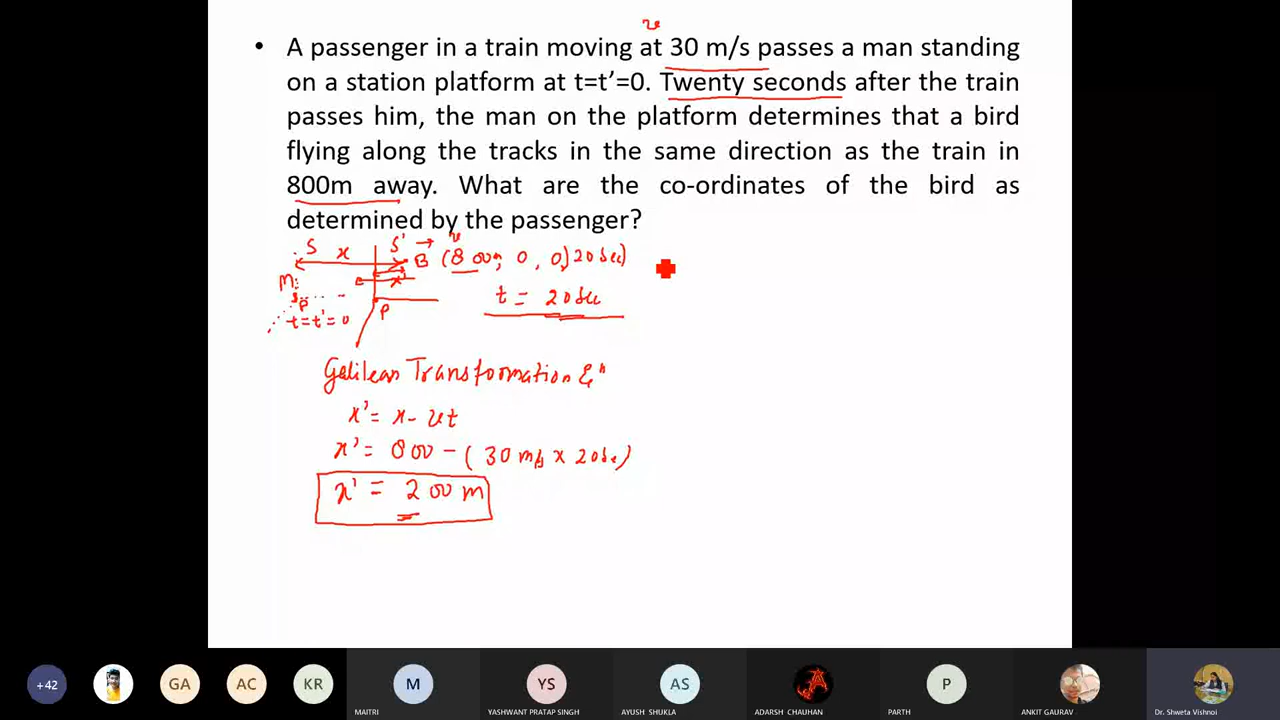 v
• A passenger in a train moving at 30 m/s passes a man standing
on a station platform at t=t’=0. Twenty seconds after the train
passes him, the man on the platform determines that a bird
flying along the tracks in the same direction as the train in
800m away. What are the co-ordinates of the bird as
determined by the passenger?
S x S' B (800, 0, 0, 20 sec)
M x'
t = 20 sec
P
t = t' = 0
Galilean Transformation Eⁿ
x' = x - vt
x' = 800 - ( 30 m/s x 20 sec )
x' = 200 m
+42 GA AC KR M YS AS P
MAITRI YASHWANT PRATAP SINGH AYUSH SHUKLA ADARSH CHAUHAN PARTH ANKIT GAURAV Dr. Shweta Vishnoi